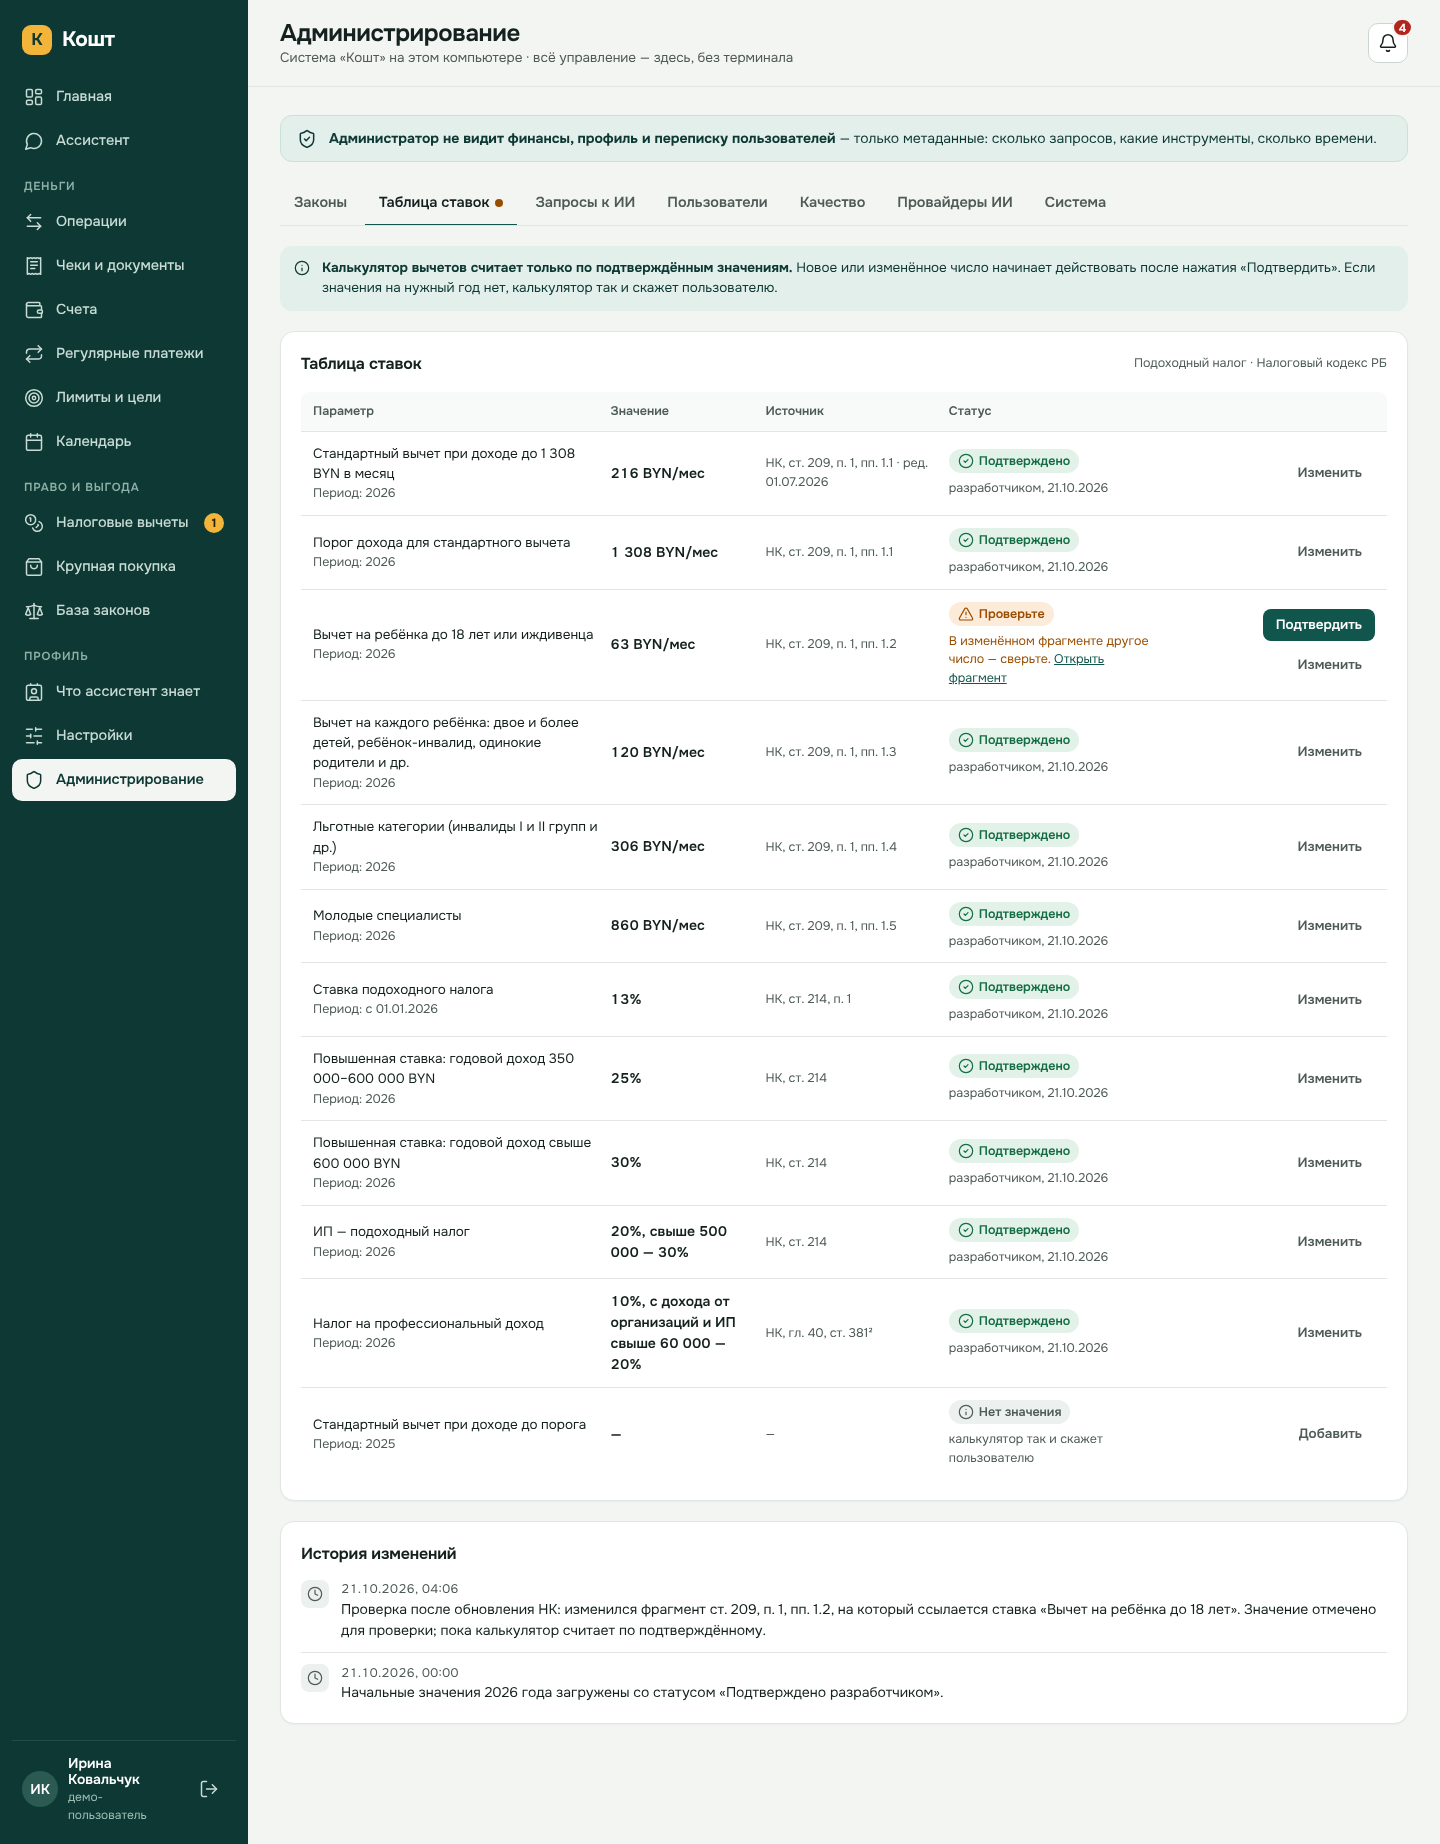 К Кошт
Главная
Ассистент
ДЕНЬГИ
Операции
Чеки и документы
Счета
Регулярные платежи
Лимиты и цели
Календарь
ПРАВО И ВЫГОДА
Налоговые вычеты 1
Крупная покупка
База законов
ПРОФИЛЬ
Что ассистент знает
Настройки
Администрирование
ИК
Ирина
Ковальчук
демо-
пользователь
Администрирование
Система «Кошт» на этом компьютере · всё управление — здесь, без терминала
4
Администратор не видит финансы, профиль и переписку пользователей — только метаданные: сколько запросов, какие инструменты, сколько времени.
Законы Таблица ставок Запросы к ИИ Пользователи Качество Провайдеры ИИ Система
Калькулятор вычетов считает только по подтверждённым значениям. Новое или изменённое число начинает действовать после нажатия «Подтвердить». Если
значения на нужный год нет, калькулятор так и скажет пользователю.
Таблица ставок
Подоходный налог · Налоговый кодекс РБ
Параметр Значение Источник Статус
Стандартный вычет при доходе до 1 308
BYN в месяц
Период: 2026
216 BYN/мес
НК, ст. 209, п. 1, пп. 1.1 · ред.
01.07.2026
Подтверждено
разработчиком, 21.10.2026
Изменить
Порог дохода для стандартного вычета
Период: 2026
1 308 BYN/мес
НК, ст. 209, п. 1, пп. 1.1
Подтверждено
разработчиком, 21.10.2026
Изменить
Вычет на ребёнка до 18 лет или иждивенца
Период: 2026
63 BYN/мес
НК, ст. 209, п. 1, пп. 1.2
Проверьте
В изменённом фрагменте другое
число — сверьте. Открыть
фрагмент
Подтвердить
Изменить
Вычет на каждого ребёнка: двое и более
детей, ребёнок-инвалид, одинокие
родители и др.
Период: 2026
120 BYN/мес
НК, ст. 209, п. 1, пп. 1.3
Подтверждено
разработчиком, 21.10.2026
Изменить
Льготные категории (инвалиды I и II групп и
др.)
Период: 2026
306 BYN/мес
НК, ст. 209, п. 1, пп. 1.4
Подтверждено
разработчиком, 21.10.2026
Изменить
Молодые специалисты
Период: 2026
860 BYN/мес
НК, ст. 209, п. 1, пп. 1.5
Подтверждено
разработчиком, 21.10.2026
Изменить
Ставка подоходного налога
Период: с 01.01.2026
13%
НК, ст. 214, п. 1
Подтверждено
разработчиком, 21.10.2026
Изменить
Повышенная ставка: годовой доход 350
000–600 000 BYN
Период: 2026
25%
НК, ст. 214
Подтверждено
разработчиком, 21.10.2026
Изменить
Повышенная ставка: годовой доход свыше
600 000 BYN
Период: 2026
30%
НК, ст. 214
Подтверждено
разработчиком, 21.10.2026
Изменить
ИП — подоходный налог
Период: 2026
20%, свыше 500
000 — 30%
НК, ст. 214
Подтверждено
разработчиком, 21.10.2026
Изменить
Налог на профессиональный доход
Период: 2026
10%, с дохода от
организаций и ИП
свыше 60 000 —
20%
НК, гл. 40, ст. 381²
Подтверждено
разработчиком, 21.10.2026
Изменить
Стандартный вычет при доходе до порога
Период: 2025
—
—
Нет значения
калькулятор так и скажет
пользователю
Добавить
История изменений
21.10.2026, 04:06
Проверка после обновления НК: изменился фрагмент ст. 209, п. 1, пп. 1.2, на который ссылается ставка «Вычет на ребёнка до 18 лет». Значение отмечено
для проверки; пока калькулятор считает по подтверждённому.
21.10.2026, 00:00
Начальные значения 2026 года загружены со статусом «Подтверждено разработчиком».